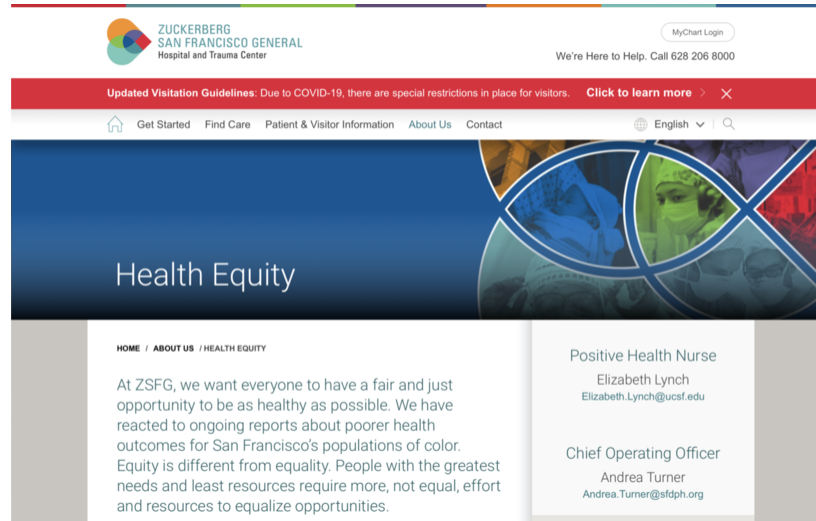 ZUCKERBERG
SAN FRANCISCO GENERAL
Hospital and Trauma Center
MyChart Login
We're Here to Help. Call 628 206 8000
Updated Visitation Guidelines: Due to COVID-19, there are special restrictions in place for visitors. Click to learn more
Get Started Find Care Patient & Visitor Information About Us Contact English
Health Equity
HOME / ABOUT US / HEALTH EQUITY
At ZSFG, we want everyone to have a fair and just
opportunity to be as healthy as possible. We have
reacted to ongoing reports about poorer health
outcomes for San Francisco's populations of color.
Equity is different from equality. People with the greatest
needs and least resources require more, not equal, effort
and resources to equalize opportunities.
Positive Health Nurse
Elizabeth Lynch
Elizabeth.Lynch@ucsf.edu
Chief Operating Officer
Andrea Turner
Andrea.Turner@sfdph.org